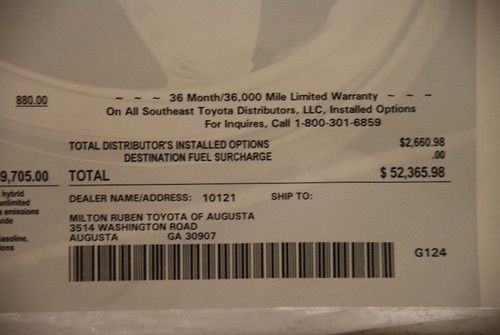 880.00
~ ~ ~ 36 Month/36,000 Mile Limited Warranty ~ ~ ~
On All Southeast Toyota Distributors, LLC, Installed Options
For Inquires, Call 1-800-301-6859
TOTAL DISTRIBUTOR'S INSTALLED OPTIONS $2,660.98
DESTINATION FUEL SURCHARGE .00
9,705.00 TOTAL $ 52,365.98
hybrid
unlimited
emissions
DEALER NAME/ADDRESS: 10121 SHIP TO:
MILTON RUBEN TOYOTA OF AUGUSTA
3514 WASHINGTON ROAD
AUGUSTA GA 30907
G124